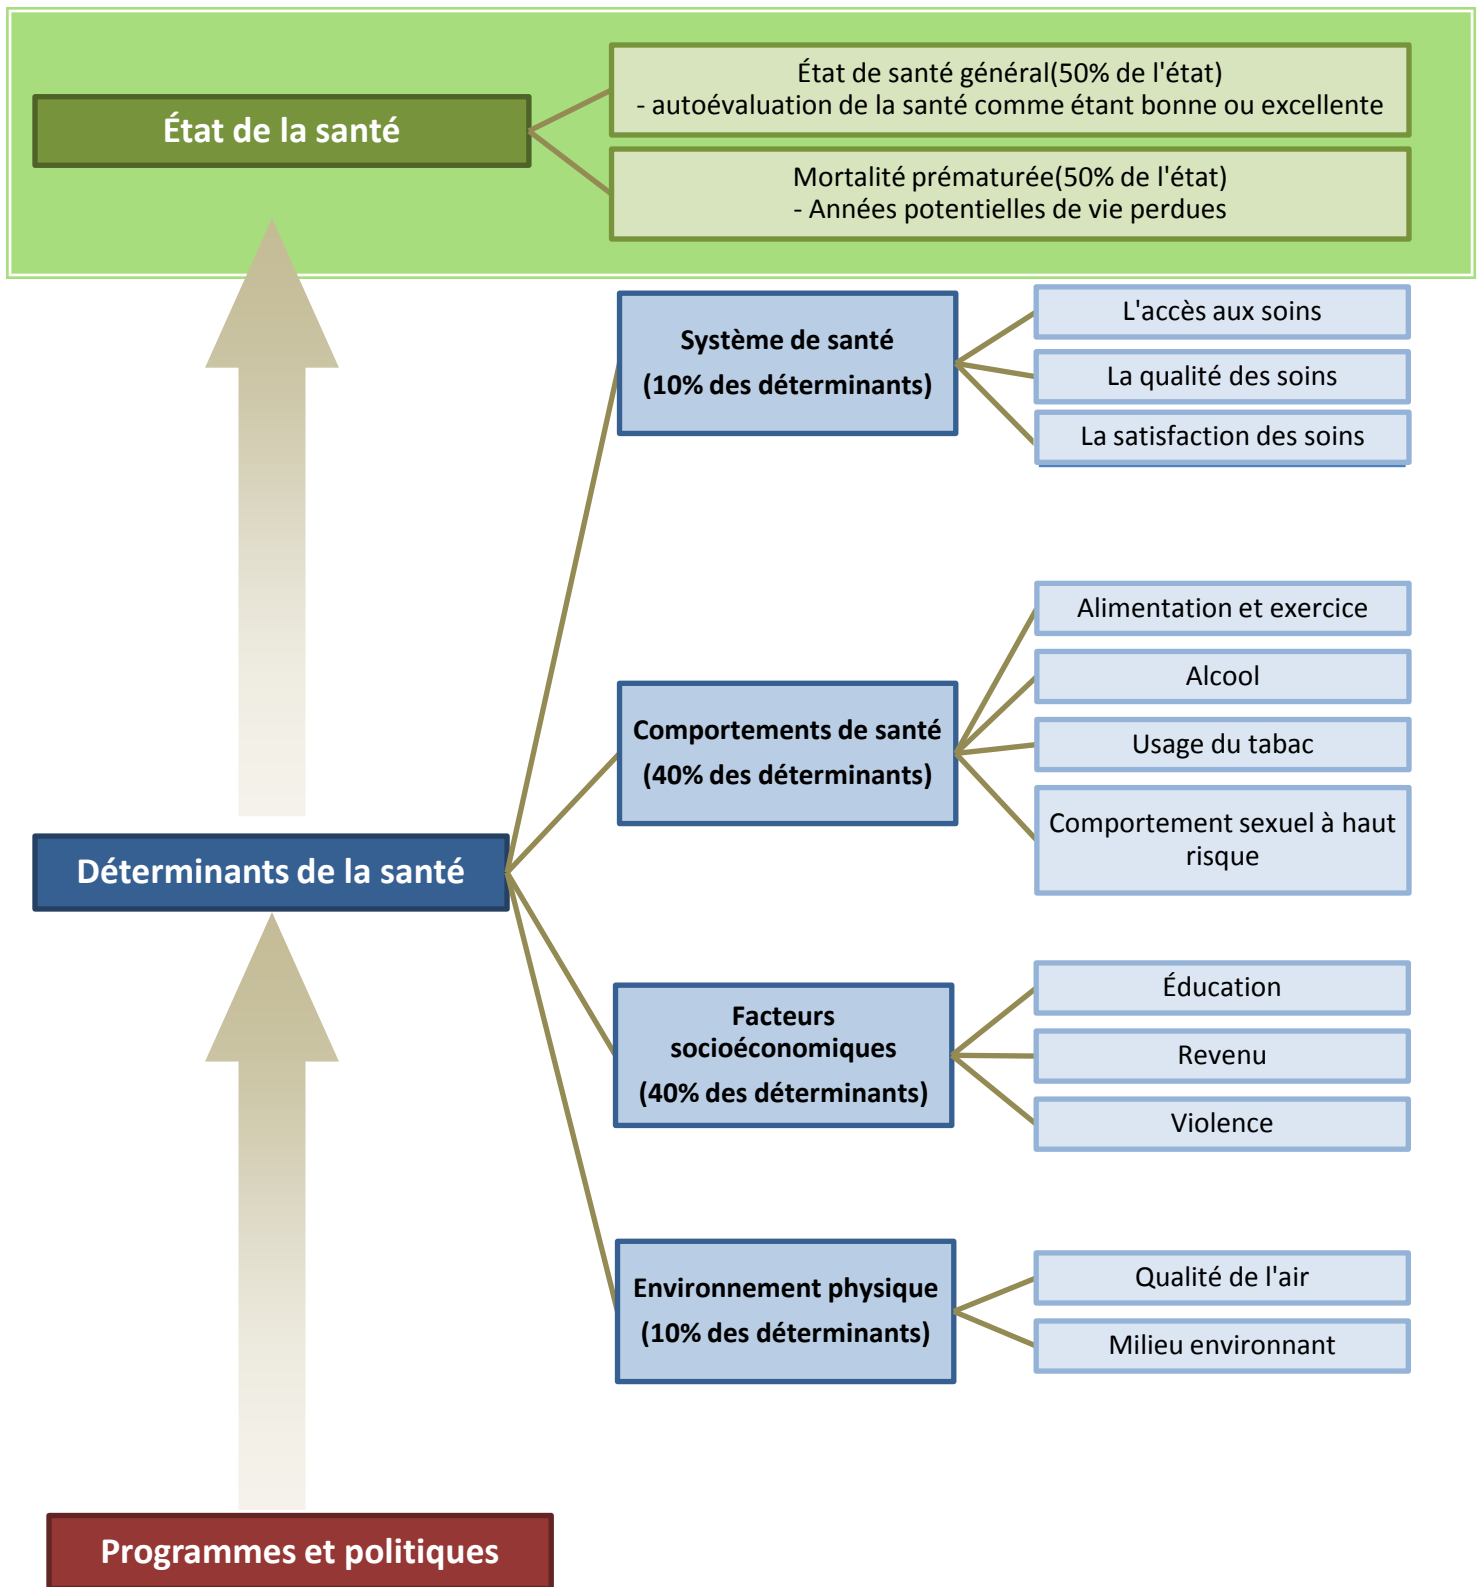 État de la santé
État de santé général(50% de l'état)
- autoévaluation de la santé comme étant bonne ou excellente
Mortalité prématurée(50% de l'état)
- Années potentielles de vie perdues
Système de santé
(10% des déterminants)
L'accès aux soins
La qualité des soins
La satisfaction des soins
Déterminants de la santé
Comportements de santé
(40% des déterminants)
Alimentation et exercice
Alcool
Usage du tabac
Comportement sexuel à haut
risque
Facteurs
socioéconomiques
(40% des déterminants)
Éducation
Revenu
Violence
Environnement physique
(10% des déterminants)
Qualité de l'air
Milieu environnant
Programmes et politiques